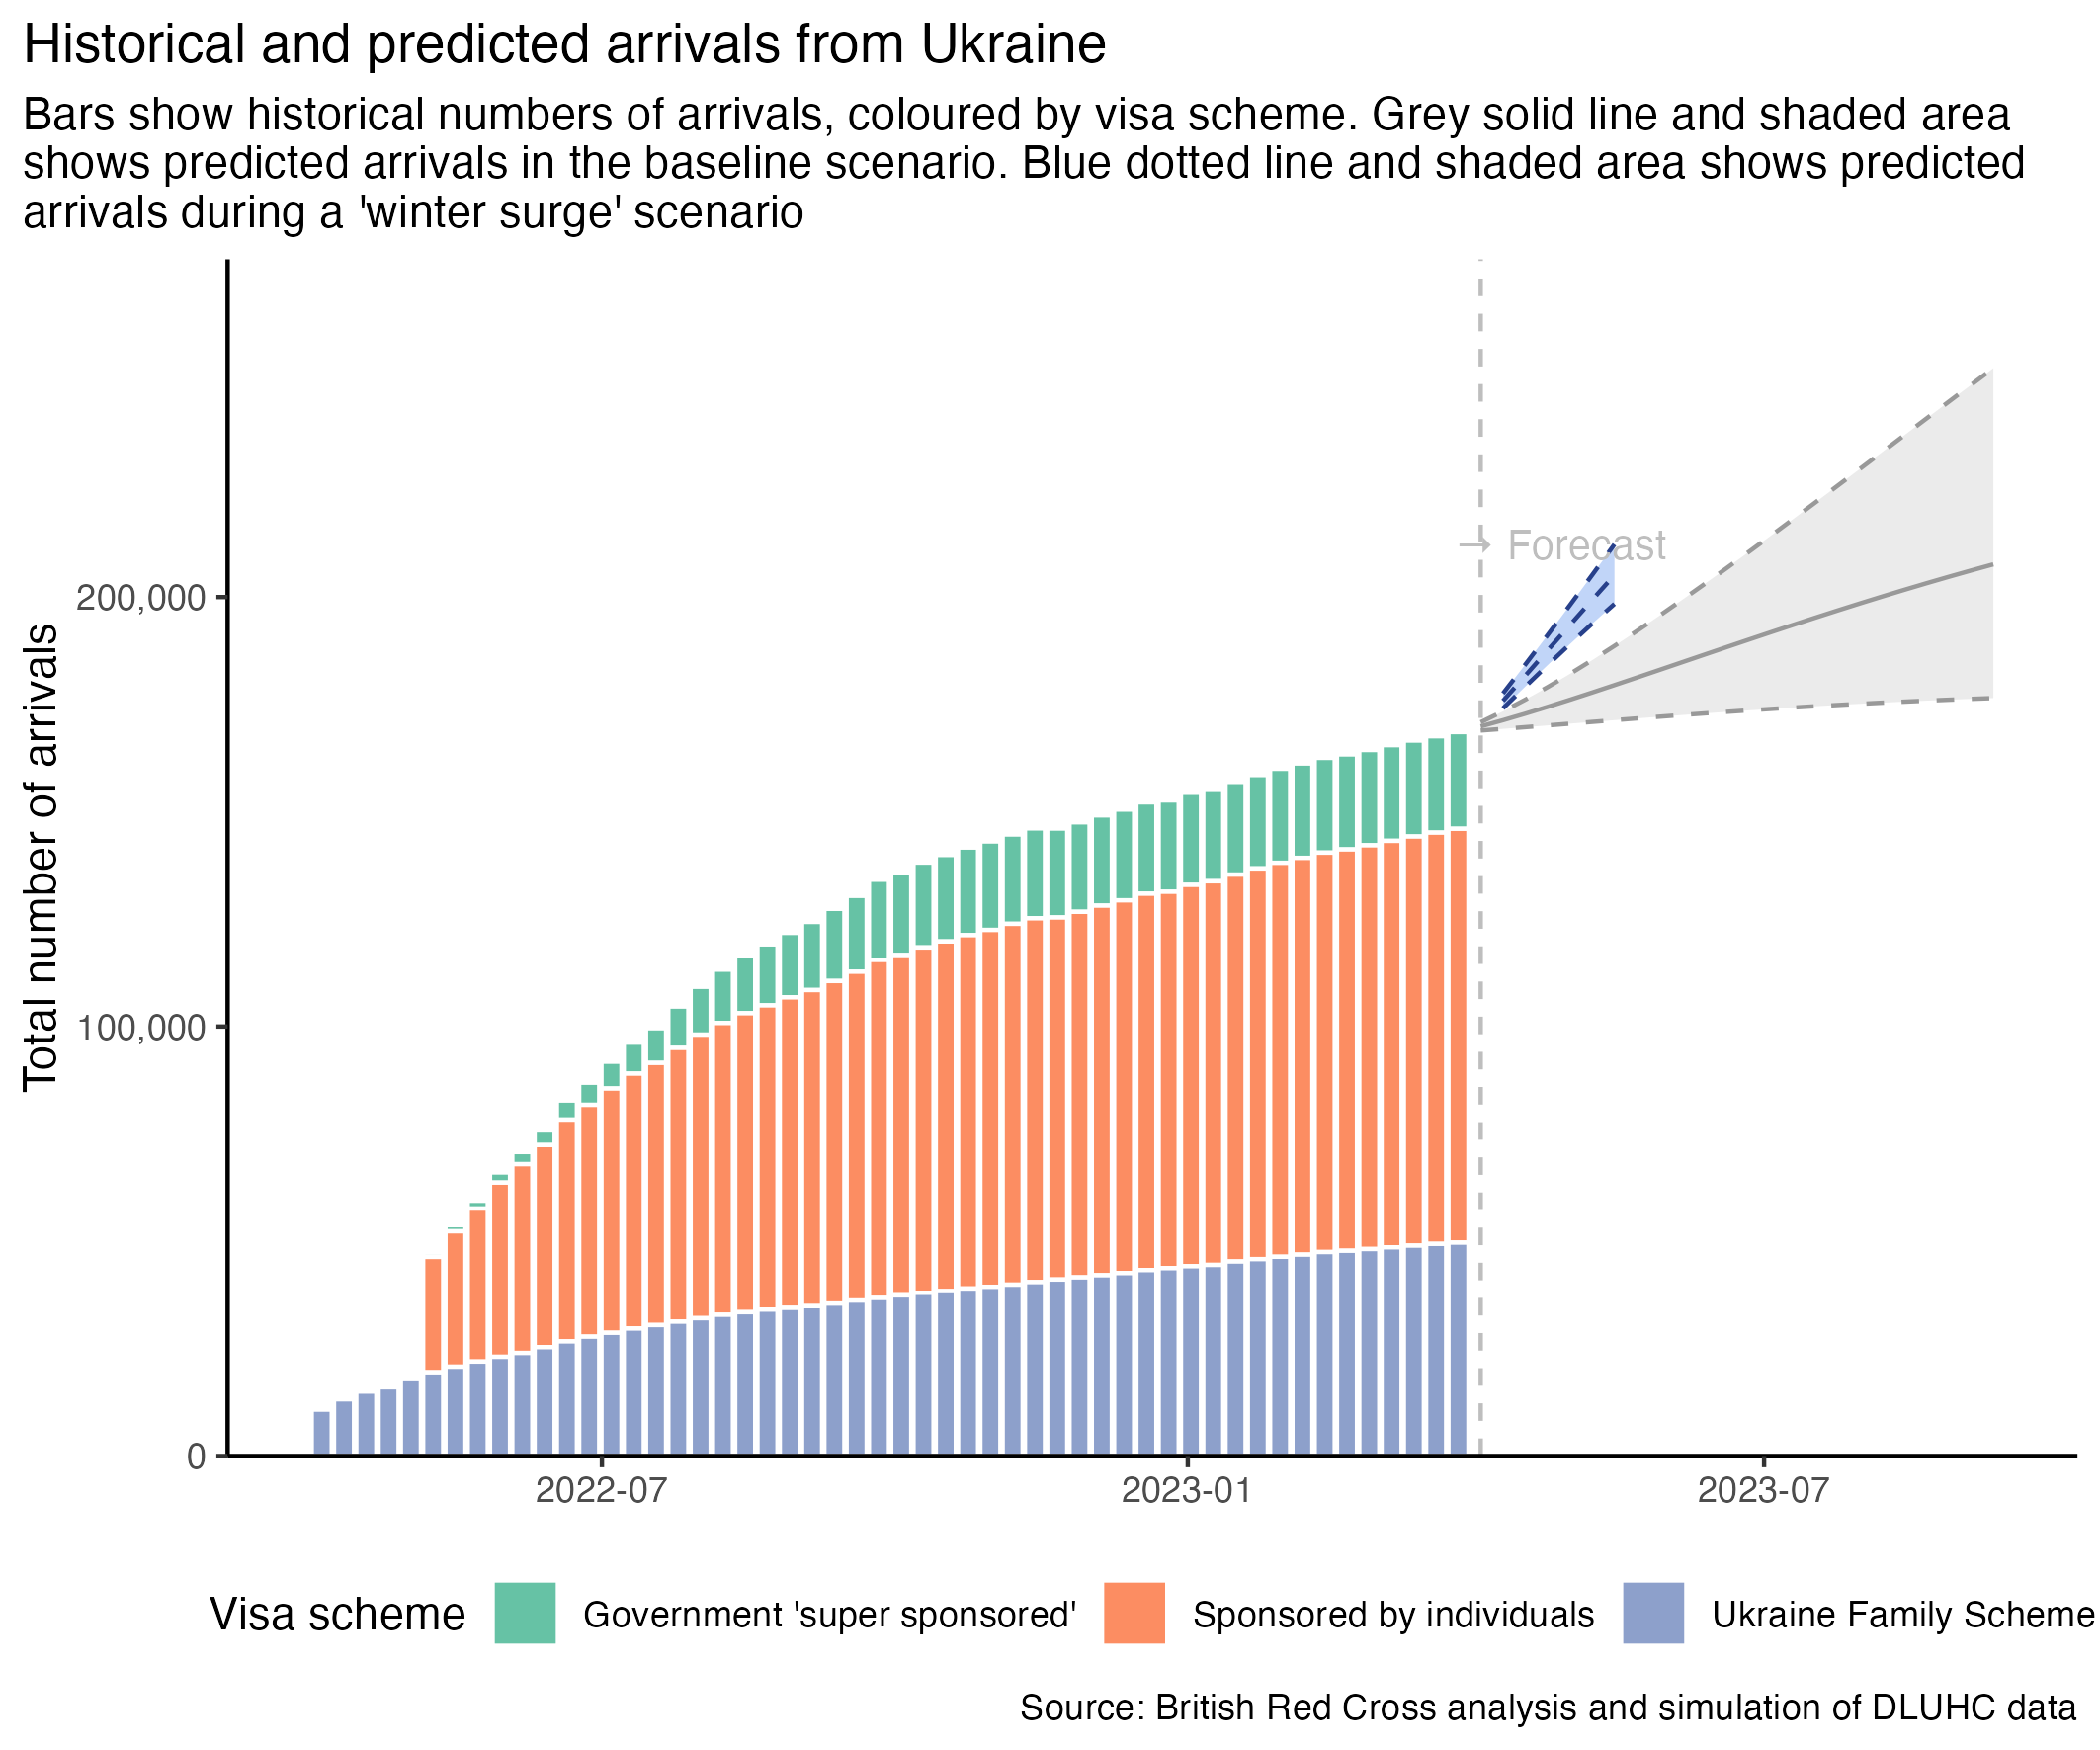 Historical and predicted arrivals from Ukraine
Bars show historical numbers of arrivals, coloured by visa scheme. Grey solid line and shaded area
shows predicted arrivals in the baseline scenario. Blue dotted line and shaded area shows predicted
arrivals during a 'winter surge' scenario
Total number of arrivals
200,000
100,000
0
Forecast
2022-07
2023-01
2023-07
Visa scheme
Government 'super sponsored'
Sponsored by individuals
Ukraine Family Scheme
Source: British Red Cross analysis and simulation of DLUHC data